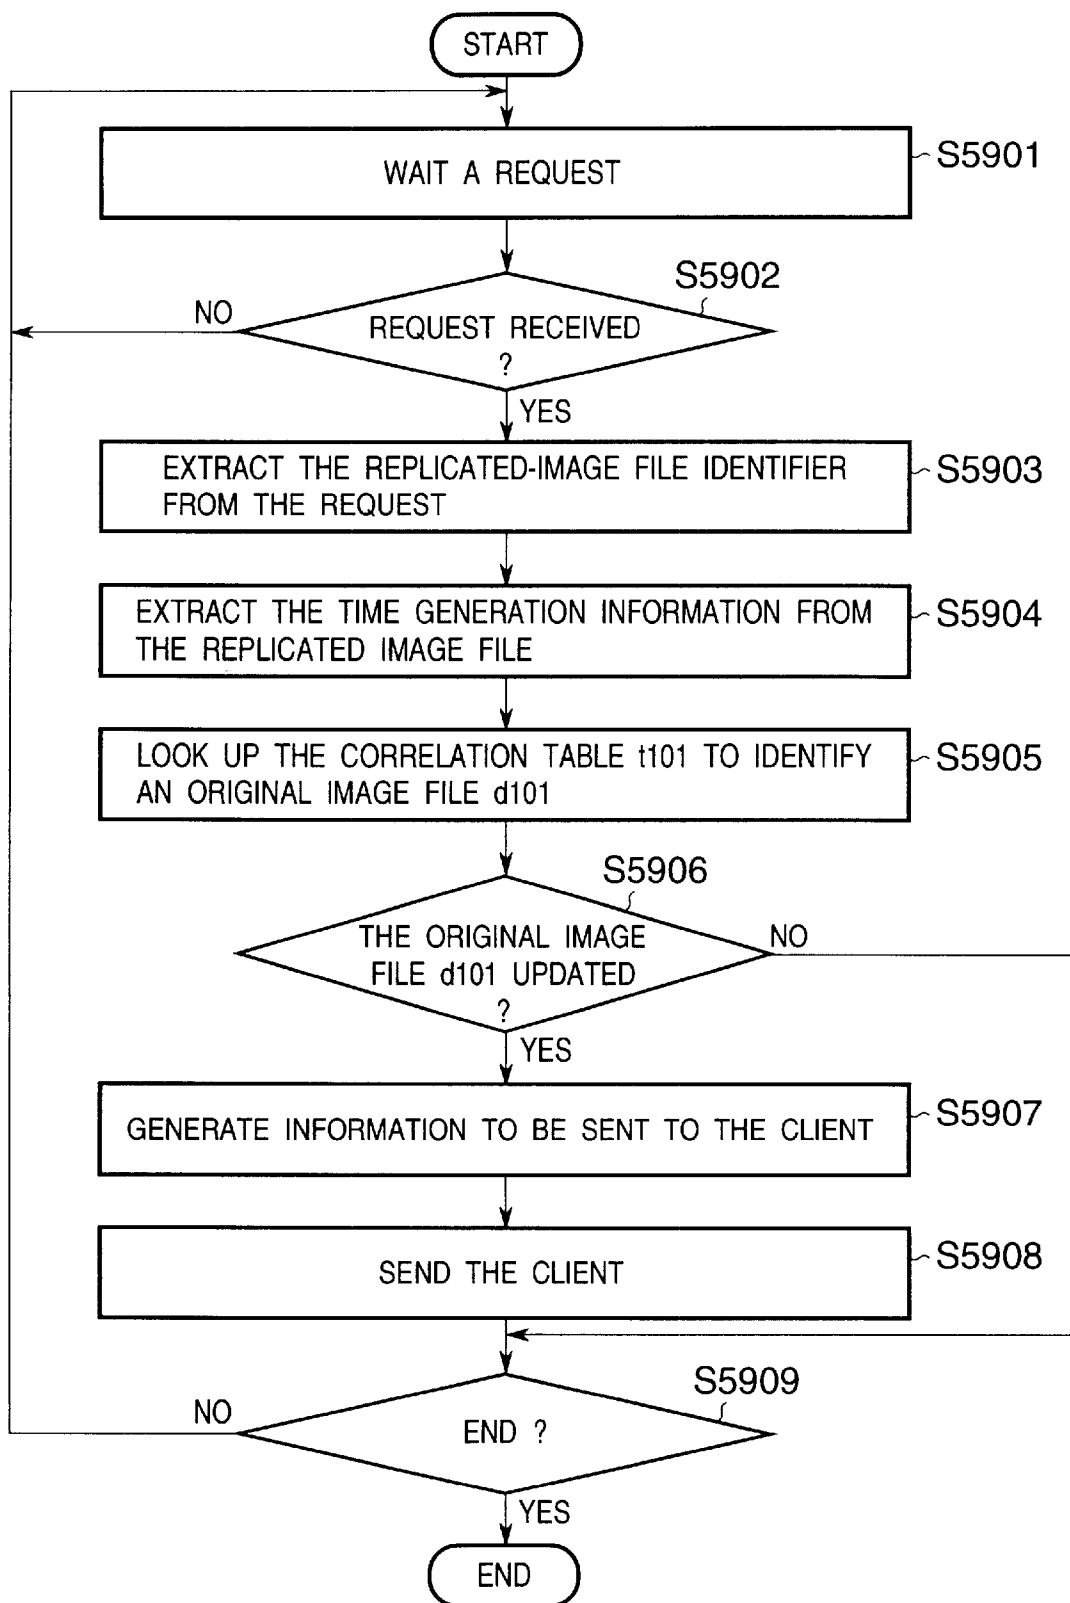 START
WAIT A REQUEST
S5901
S5902
NO
REQUEST RECEIVED
?
YES
EXTRACT THE REPLICATED-IMAGE FILE IDENTIFIER
FROM THE REQUEST
S5903
EXTRACT THE TIME GENERATION INFORMATION FROM
THE REPLICATED IMAGE FILE
S5904
LOOK UP THE CORRELATION TABLE t101 TO IDENTIFY
AN ORIGINAL IMAGE FILE d101
S5905
S5906
THE ORIGINAL IMAGE
FILE d101 UPDATED
?
NO
YES
GENERATE INFORMATION TO BE SENT TO THE CLIENT
S5907
SEND THE CLIENT
S5908
S5909
NO
END ?
YES
END